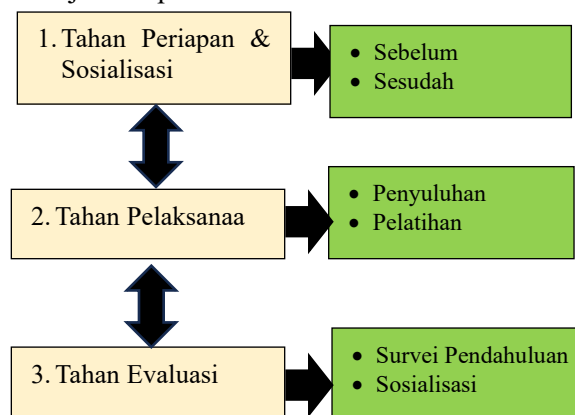 1. Tahan Periapan &
Sosialisasi
• Sebelum
• Sesudah
2. Tahan Pelaksanaa
• Penyuluhan
• Pelatihan
3. Tahan Evaluasi
• Survei Pendahuluan
• Sosialisasi